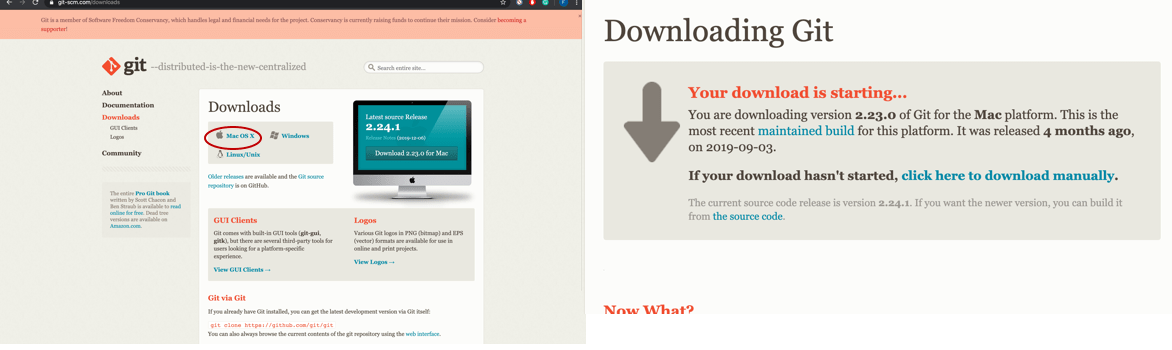 git-scm.com/downloads
Git is a member of Software Freedom Conservancy, which handles legal and financial needs for the project. Conservancy is currently raising funds to continue their mission. Consider becoming a
supporter!
git --distributed-is-the-new-centralized
Search entire site...
About
Documentation
Downloads
GUI Clients
Logos
Community
The entire Pro Git book
written by Scott Chacon and
Ben Straub is available to read
online for free. Dead tree
versions are available on
Amazon.com.
Downloads
Mac OS X
Windows
Linux/Unix
Older releases are available and the Git source
repository is on GitHub.
Latest source Release
2.24.1
Release Notes (2019-12-06)
Download 2.23.0 for Mac
GUI Clients
Git comes with built-in GUI tools (git-gui,
gitk), but there are several third-party tools for
users looking for a platform-specific
experience.
View GUI Clients →
Logos
Various Git logos in PNG (bitmap) and EPS
(vector) formats are available for use in
online and print projects.
View Logos →
Git via Git
If you already have Git installed, you can get the latest development version via Git itself:
git clone https://github.com/git/git
You can also always browse the current contents of the git repository using the web interface.
Downloading Git
Your download is starting...
You are downloading version 2.23.0 of Git for the Mac platform. This is the
most recent maintained build for this platform. It was released 4 months ago,
on 2019-09-03.
If your download hasn't started, click here to download manually.
The current source code release is version 2.24.1. If you want the newer version, you can build it
from the source code.
Now What?